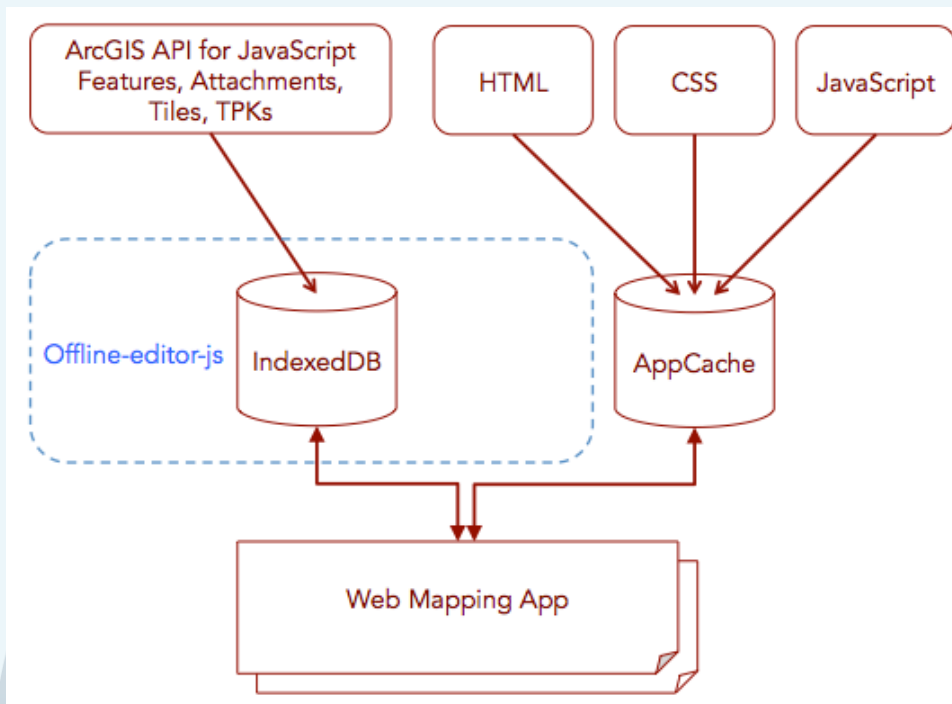 ArcGIS API for JavaScript
Features, Attachments,
Tiles, TPKs
HTML
CSS
JavaScript
Offline-editor-js
IndexedDB
AppCache
Web Mapping App